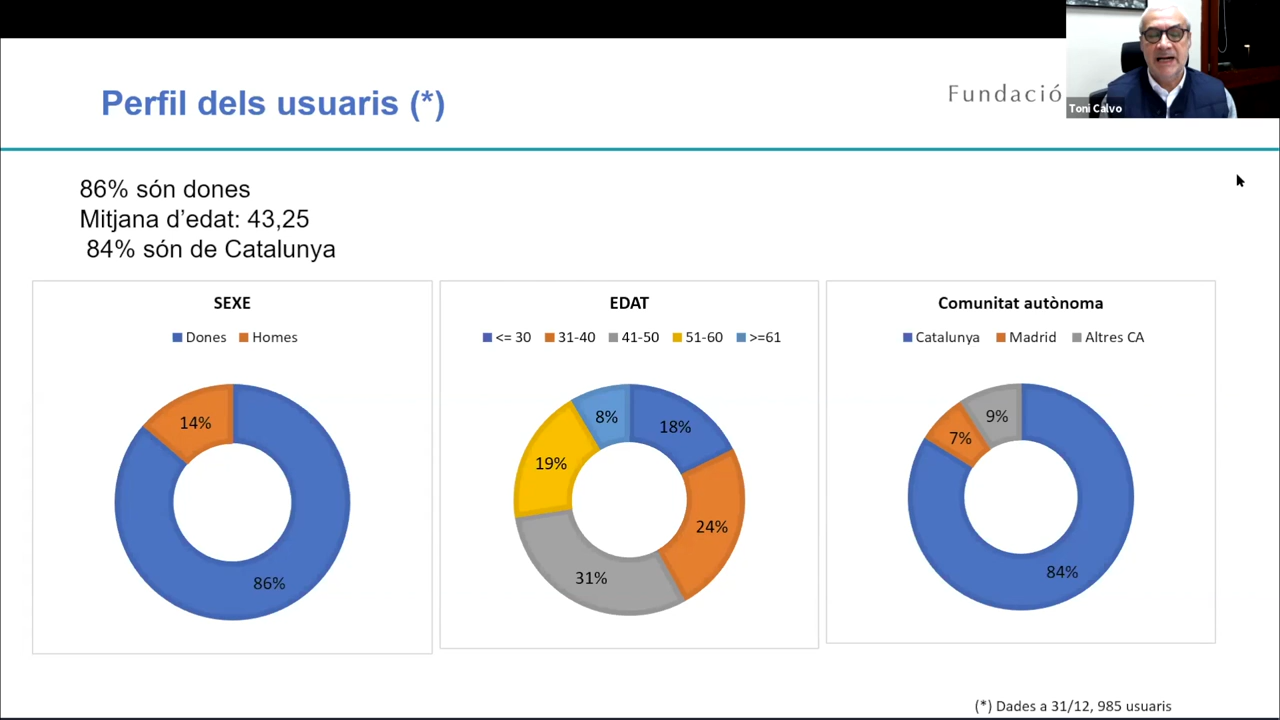 Perfil dels usuaris (*)
Fundació
Toni Calvo
86% són dones
Mitjana d’edat: 43,25
84% són de Catalunya
SEXE
Dones Homes
14%
86%
EDAT
<= 30 31-40 41-50 51-60 >=61
8%
18%
19%
24%
31%
Comunitat autònoma
Catalunya Madrid Altres CA
9%
7%
84%
(*) Dades a 31/12, 985 usuaris